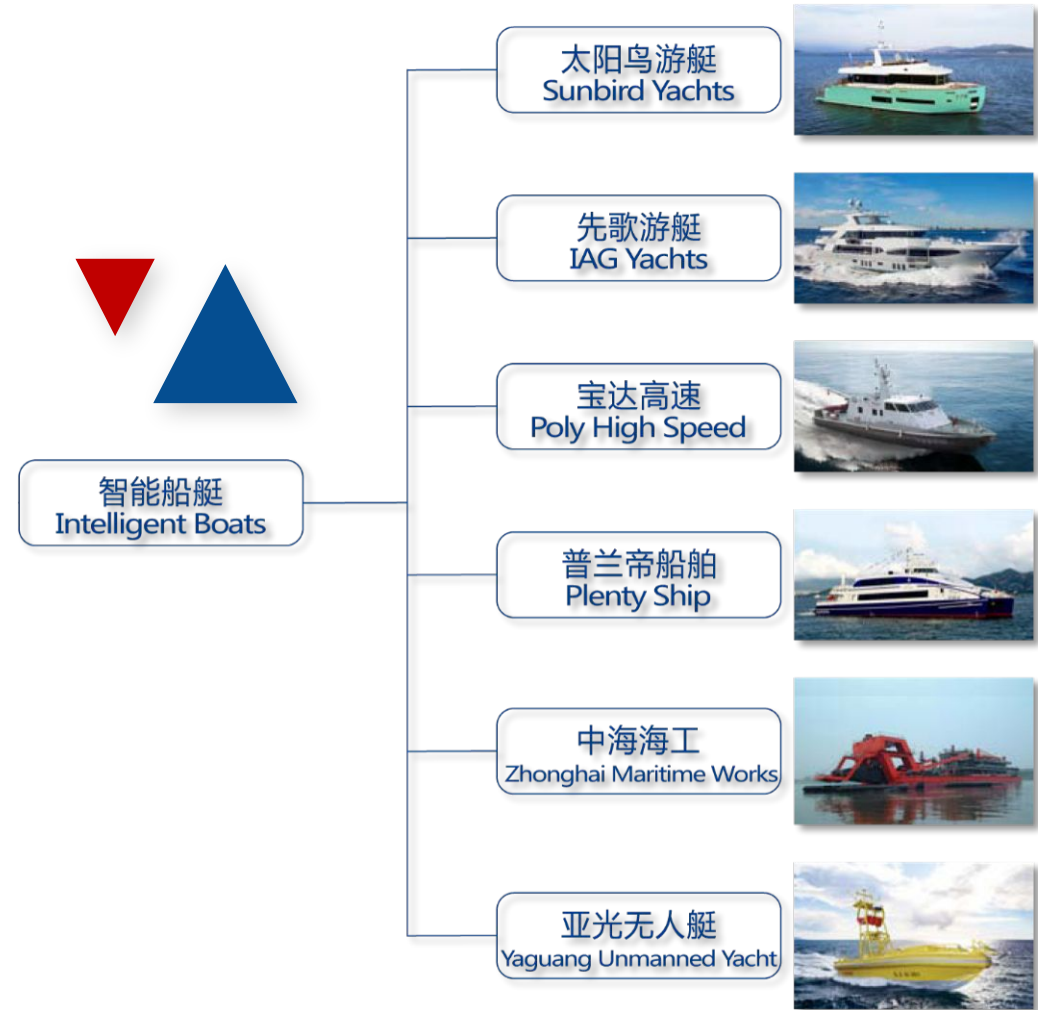 太阳鸟游艇
Sunbird Yachts
先歌游艇
IAG Yachts
宝达高速
Poly High Speed
智能船艇
Intelligent Boats
普兰帝船舶
Plenty Ship
中海海工
Zhonghai Maritime Works
亚光无人艇
Yaguang Unmanned Yacht